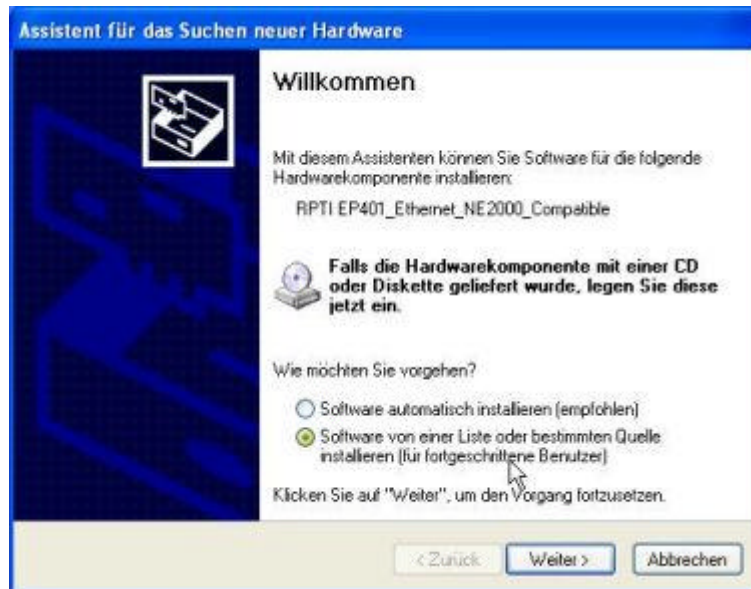 Assistent für das Suchen neuer Hardware
Willkommen
Mit diesem Assistenten können Sie Software für die folgende
Hardwarekomponente installieren:
RPTI EP401_Ethernet_NE2000_Compatible
Falls die Hardwarekomponente mit einer CD
oder Diskette geliefert wurde, legen Sie diese
jetzt ein.
Wie möchten Sie vorgehen?
Software automatisch installieren (empfohlen)
Software von einer Liste oder bestimmten Quelle
installieren (für fortgeschrittene Benutzer)
Klicken Sie auf "Weiter", um den Vorgang fortzusetzen.
< Zurück Weiter > Abbrechen